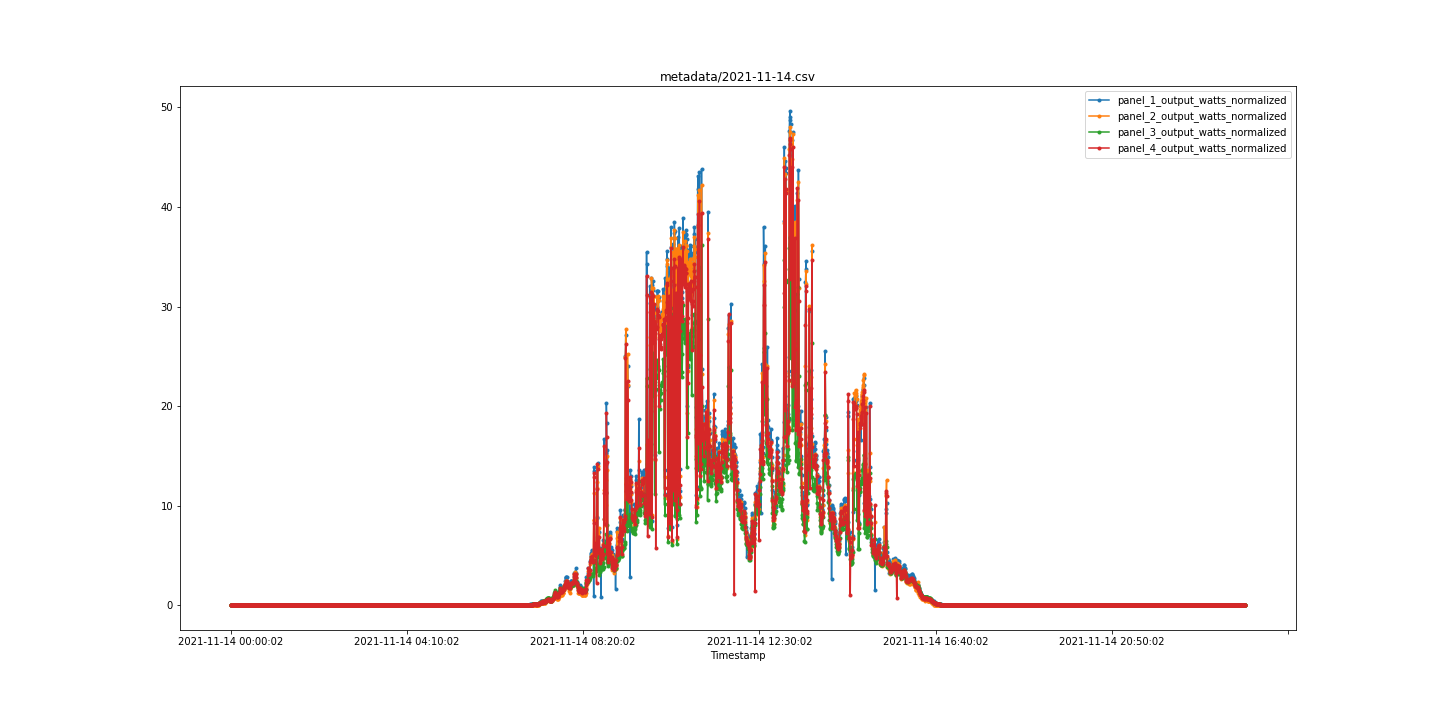 metadata/2021-11-14.csv
panel_1_output_watts_normalized
panel_2_output_watts_normalized
panel_3_output_watts_normalized
panel_4_output_watts_normalized
50
40
30
20
10
0
2021-11-14 00:00:02 2021-11-14 04:10:02 2021-11-14 08:20:02 2021-11-14 12:30:02 2021-11-14 16:40:02 2021-11-14 20:50:02
Timestamp